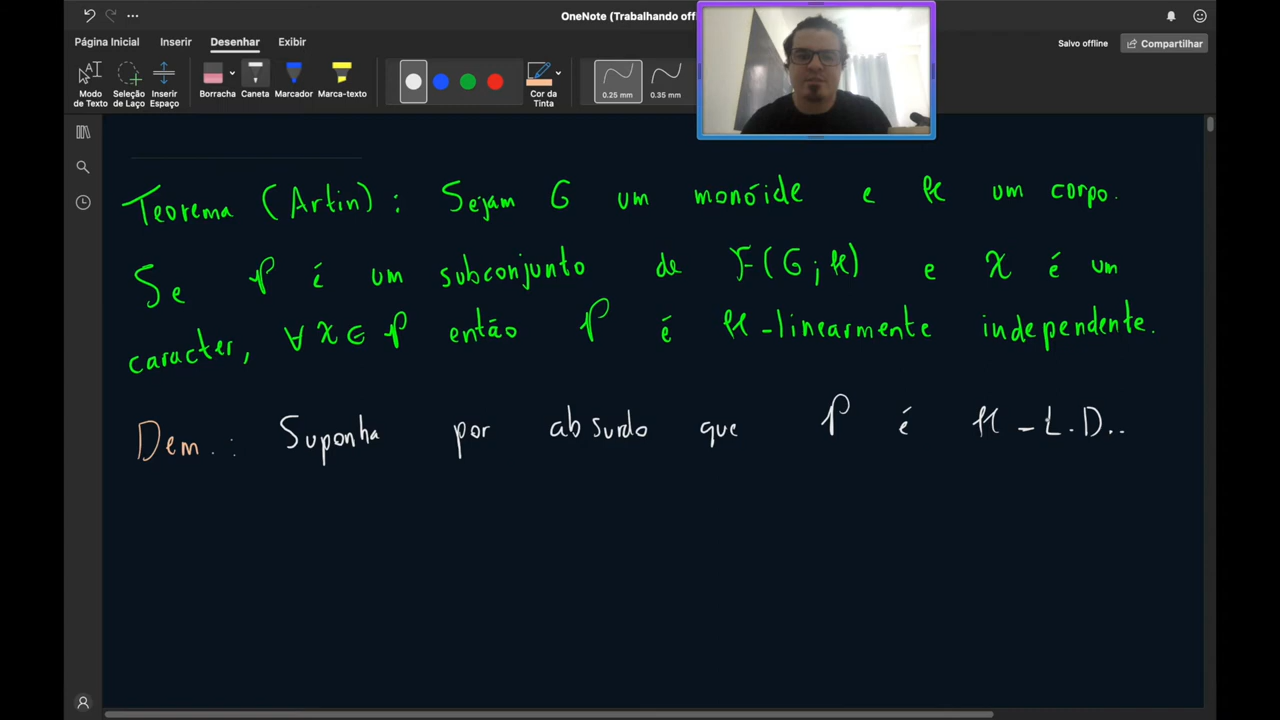 OneNote (Trabalhando off
Página Inicial Inserir Desenhar Exibir
Salvo offline Compartilhar
Modo de Texto Seleção de Laço Inserir Espaço Borracha Caneta Marcador Marca-texto Cor da Tinta 0.25 mm 0.35 mm
Teorema (Artin): Sejam G um monóide e K um corpo.
Se P é um subconjunto de F(G;K) e χ é um
caracter, ∀ χ ∈ P então P é K-linearmente independente.
Dem.: Suponha por absurdo que P é K-L.D..